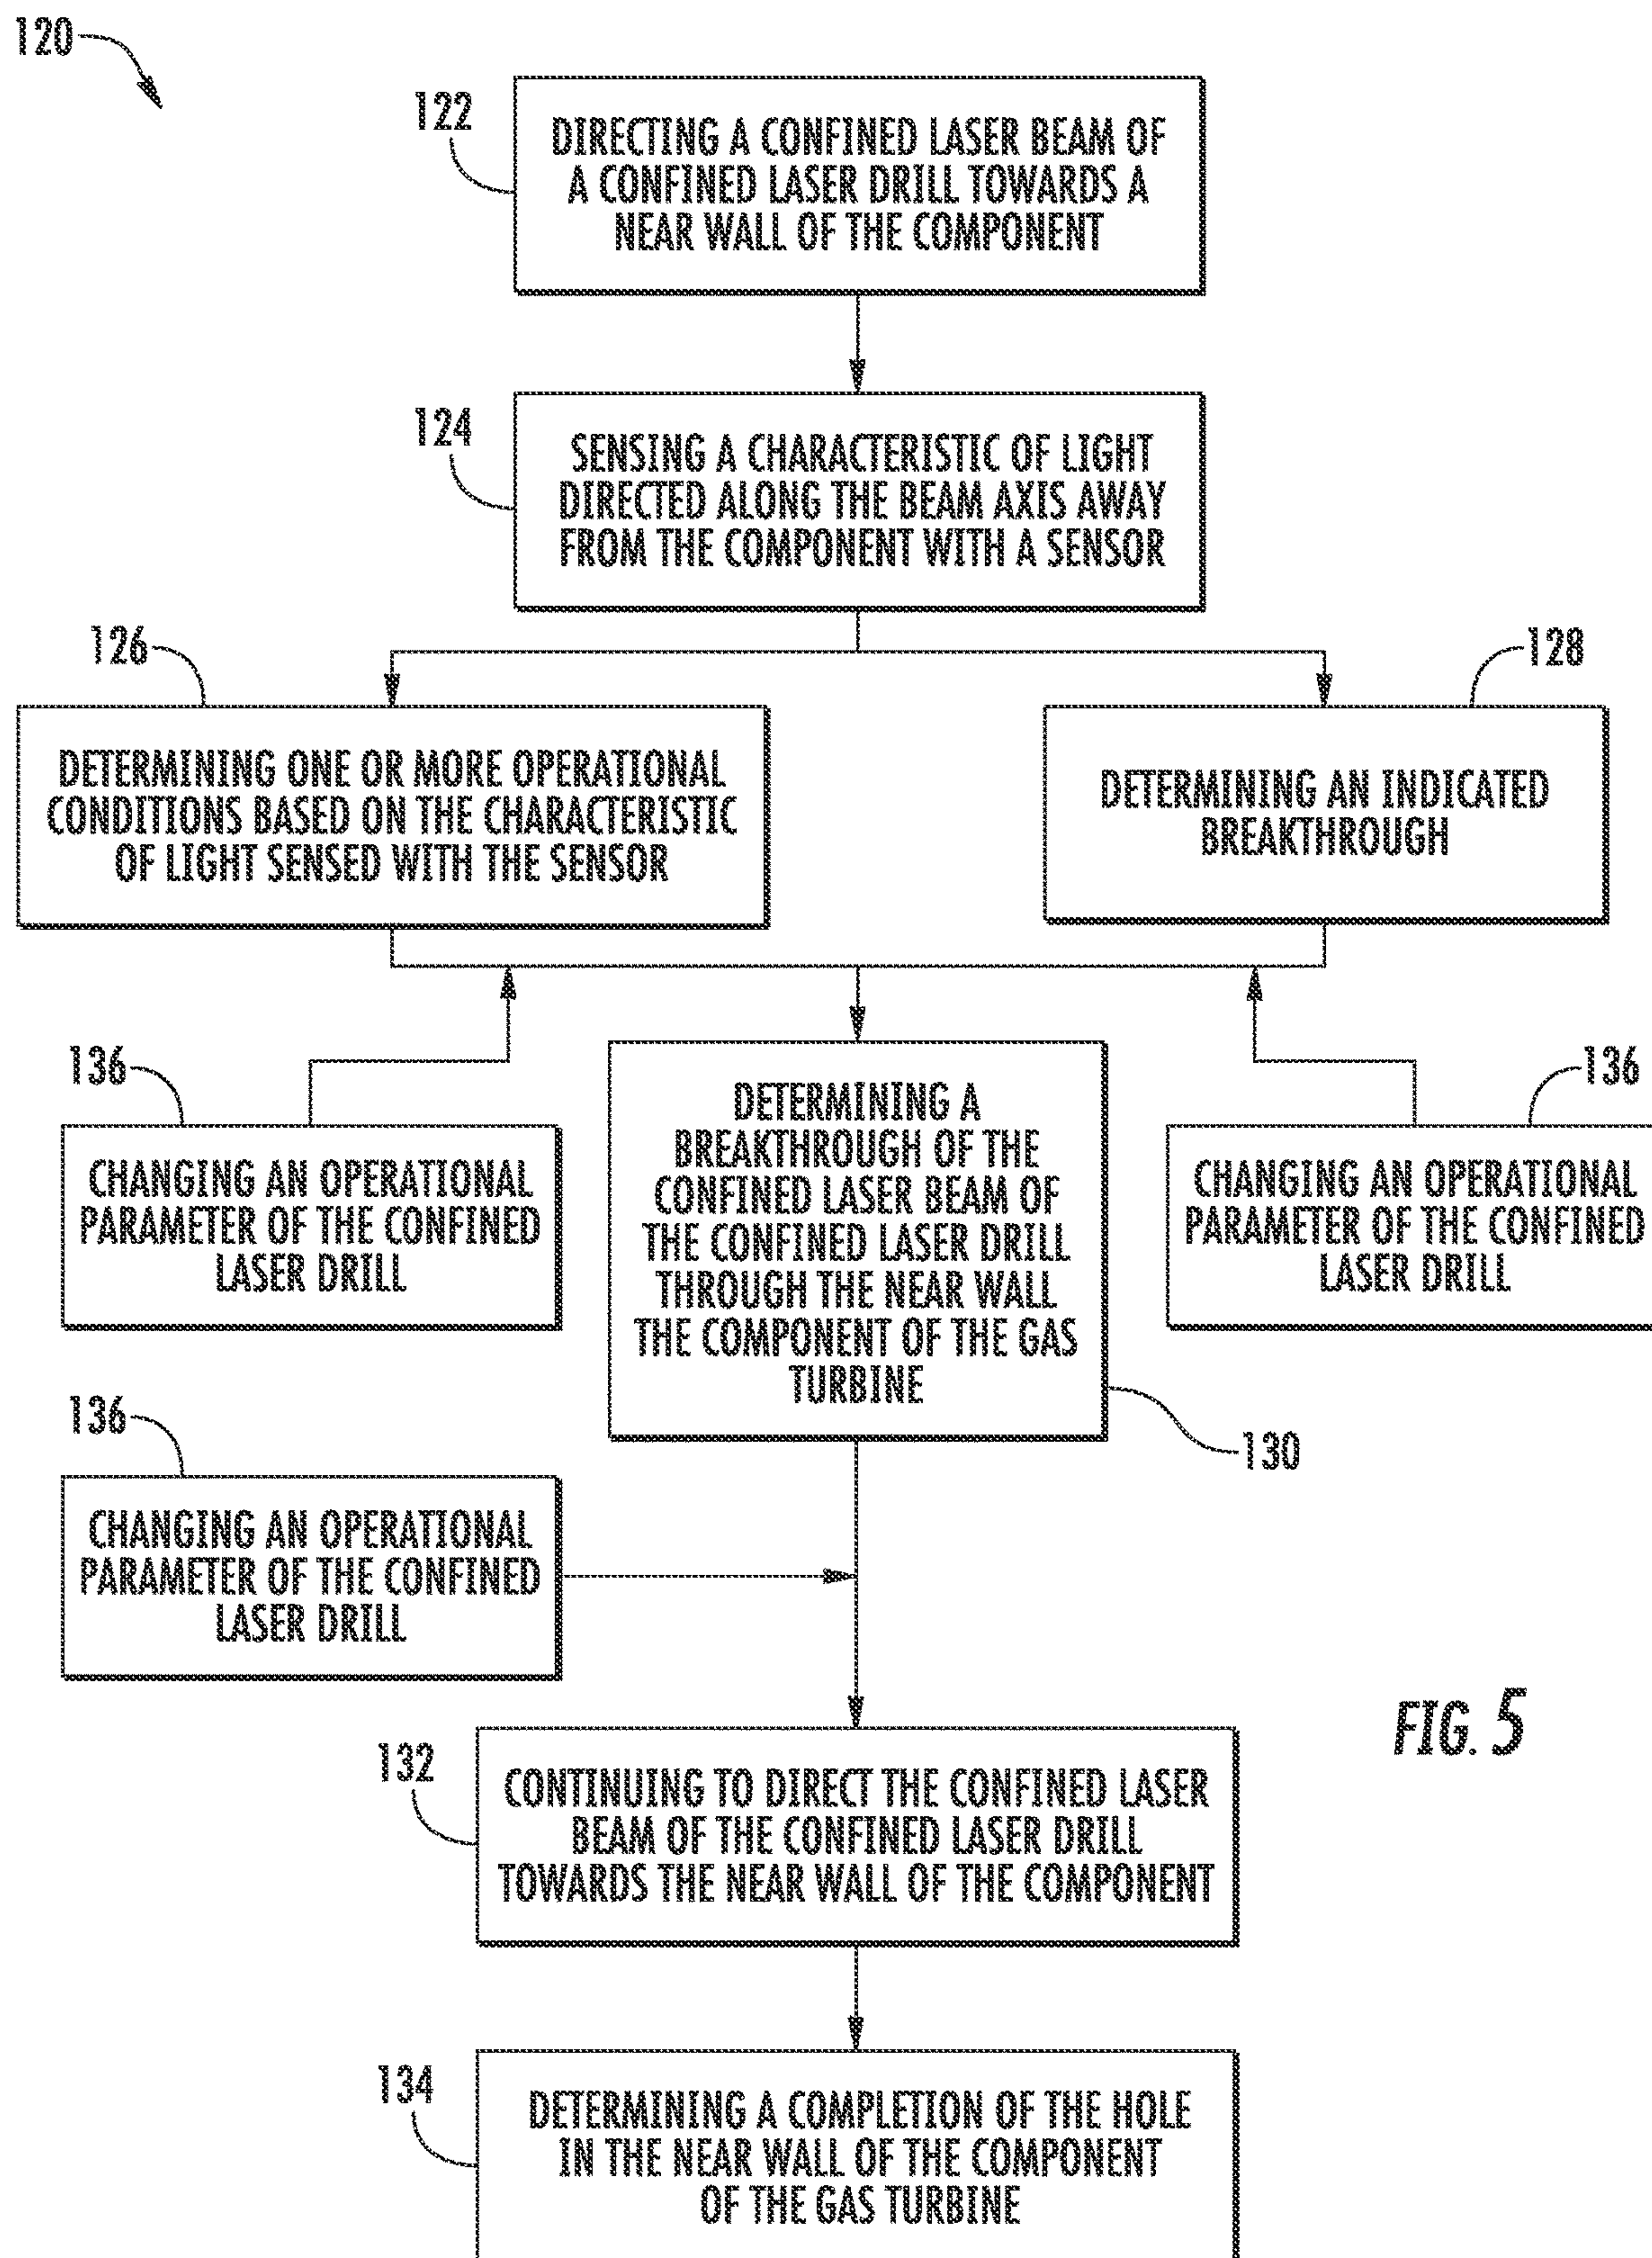 120
122
DIRECTING A CONFINED LASER BEAM OF
A CONFINED LASER DRILL TOWARDS A
NEAR WALL OF THE COMPONENT
124
SENSING A CHARACTERISTIC OF LIGHT
DIRECTED ALONG THE BEAM AXIS AWAY
FROM THE COMPONENT WITH A SENSOR
126
128
DETERMINING ONE OR MORE OPERATIONAL
CONDITIONS BASED ON THE CHARACTERISTIC
OF LIGHT SENSED WITH THE SENSOR
DETERMINING AN INDICATED
BREAKTHROUGH
136
CHANGING AN OPERATIONAL
PARAMETER OF THE CONFINED
LASER DRILL
DETERMINING A
BREAKTHROUGH OF THE
CONFINED LASER BEAM OF
THE CONFINED LASER DRILL
THROUGH THE NEAR WALL
THE COMPONENT OF THE GAS
TURBINE
130
136
CHANGING AN OPERATIONAL
PARAMETER OF THE CONFINED
LASER DRILL
136
CHANGING AN OPERATIONAL
PARAMETER OF THE CONFINED
LASER DRILL
132
CONTINUING TO DIRECT THE CONFINED LASER
BEAM OF THE CONFINED LASER DRILL
TOWARDS THE NEAR WALL OF THE COMPONENT
FIG. 5
134
DETERMINING A COMPLETION OF THE HOLE
IN THE NEAR WALL OF THE COMPONENT
OF THE GAS TURBINE